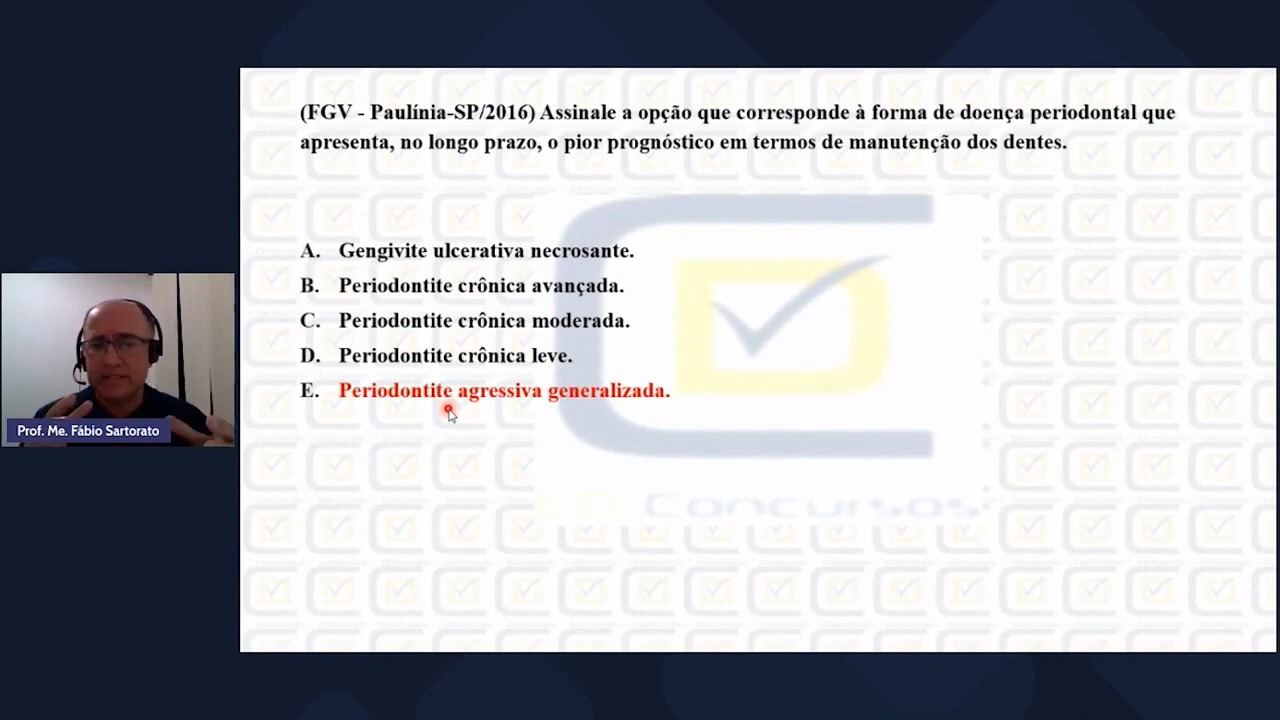 (FGV - Paulínia-SP/2016) Assinale a opção que corresponde à forma de doença periodontal que
apresenta, no longo prazo, o pior prognóstico em termos de manutenção dos dentes.
A. Gengivite ulcerativa necrosante.
B. Periodontite crônica avançada.
C. Periodontite crônica moderada.
D. Periodontite crônica leve.
E. Periodontite agressiva generalizada.
Prof. Me. Fábio Sartorato
Concursos